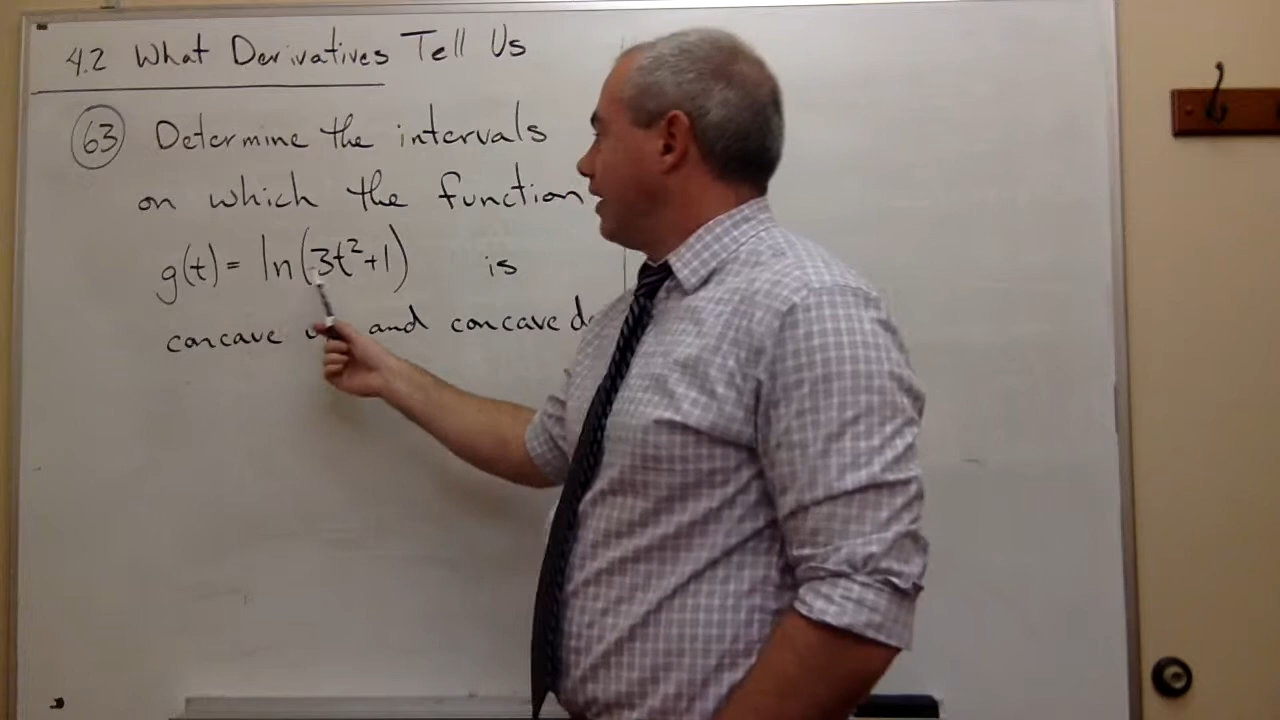 4.2 What Derivatives Tell Us
63 Determine the intervals
on which the function
g(t) = ln(3t²+1) is
concave and concave